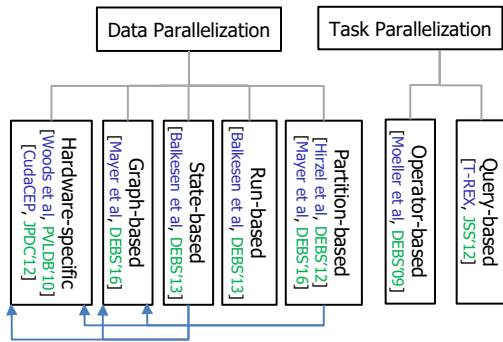 Data Parallelization
Task Parallelization
Hardware-specific
[Woods et al, PVLDB'10]
[CudaCEP, JPDC'12]
Graph-based
[Mayer et al, DEBS'16]
State-based
[Balkesen et al, DEBS'13]
Run-based
[Balkesen et al, DEBS'13]
Partition-based
[Hirzel et al, DEBS'12]
[Mayer et al, DEBS'16]
Operator-based
[Moeller et al, DEBS'09]
Query-based
[T-REX, JSS'12]